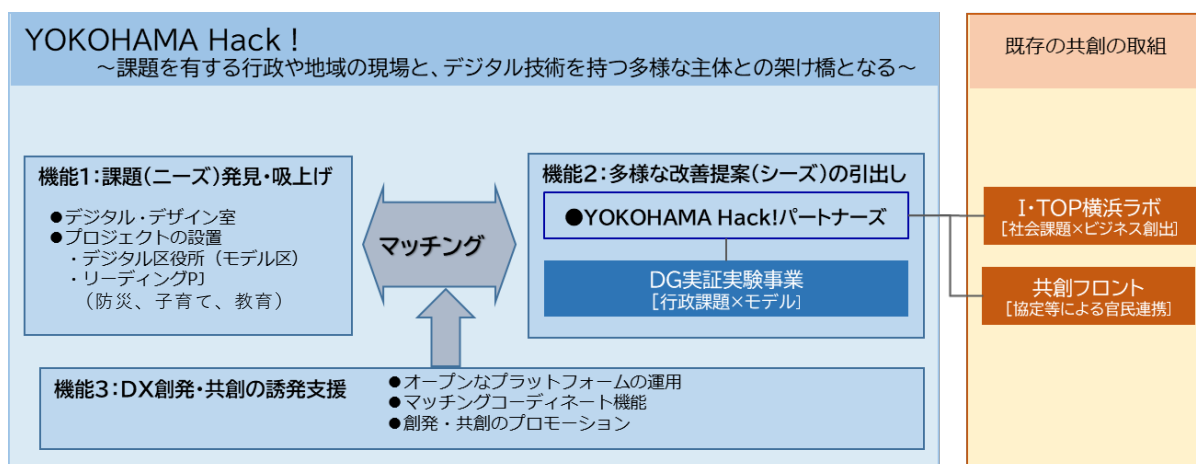 YOKOHAMA Hack！
～課題を有する行政や地域の現場と、デジタル技術を持つ多様な主体との架け橋となる～
機能1：課題（ニーズ）発見・吸上げ
●デジタル・デザイン室
●プロジェクトの設置
・デジタル区役所（モデル区）
・リーディングPJ
（防災、子育て、教育）
マッチング
機能2：多様な改善提案（シーズ）の引出し
●YOKOHAMA Hack!パートナーズ
DG実証実験事業
［行政課題×モデル］
機能3：DX創発・共創の誘発支援
●オープンなプラットフォームの運用
●マッチングコーディネート機能
●創発・共創のプロモーション
既存の共創の取組
I・TOP横浜ラボ
［社会課題×ビジネス創出］
共創フロント
［協定等による官民連携］